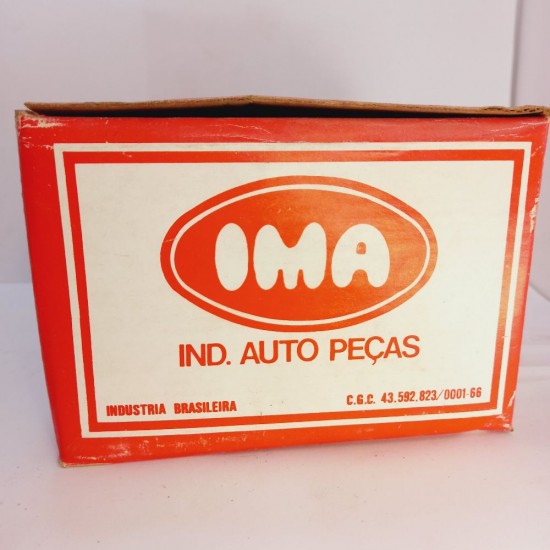 IMA
IND. AUTO PEÇAS
INDUSTRIA BRASILEIRA
C.G.C. 43.592.823/0001-66